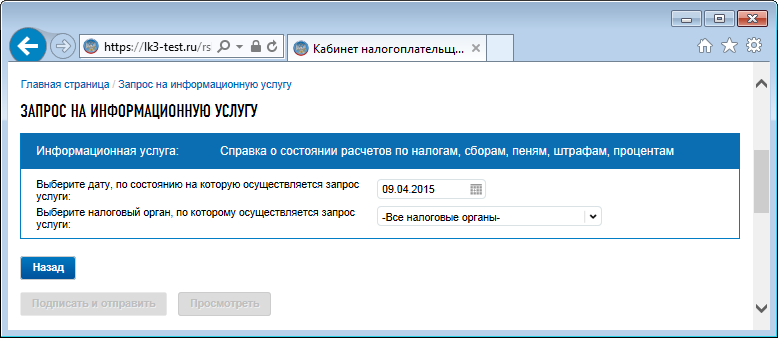 https://lk3-test.ru/rs
Кабинет налогоплательщ...
Главная страница / Запрос на информационную услугу
ЗАПРОС НА ИНФОРМАЦИОННУЮ УСЛУГУ
Информационная услуга: Справка о состоянии расчетов по налогам, сборам, пеням, штрафам, процентам
Выберите дату, по состоянию на которую осуществляется запрос
услуги:
09.04.2015
Выберите налоговый орган, по которому осуществляется запрос
услуги:
-Все налоговые органы-
Назад
Подписать и отправить Просмотреть